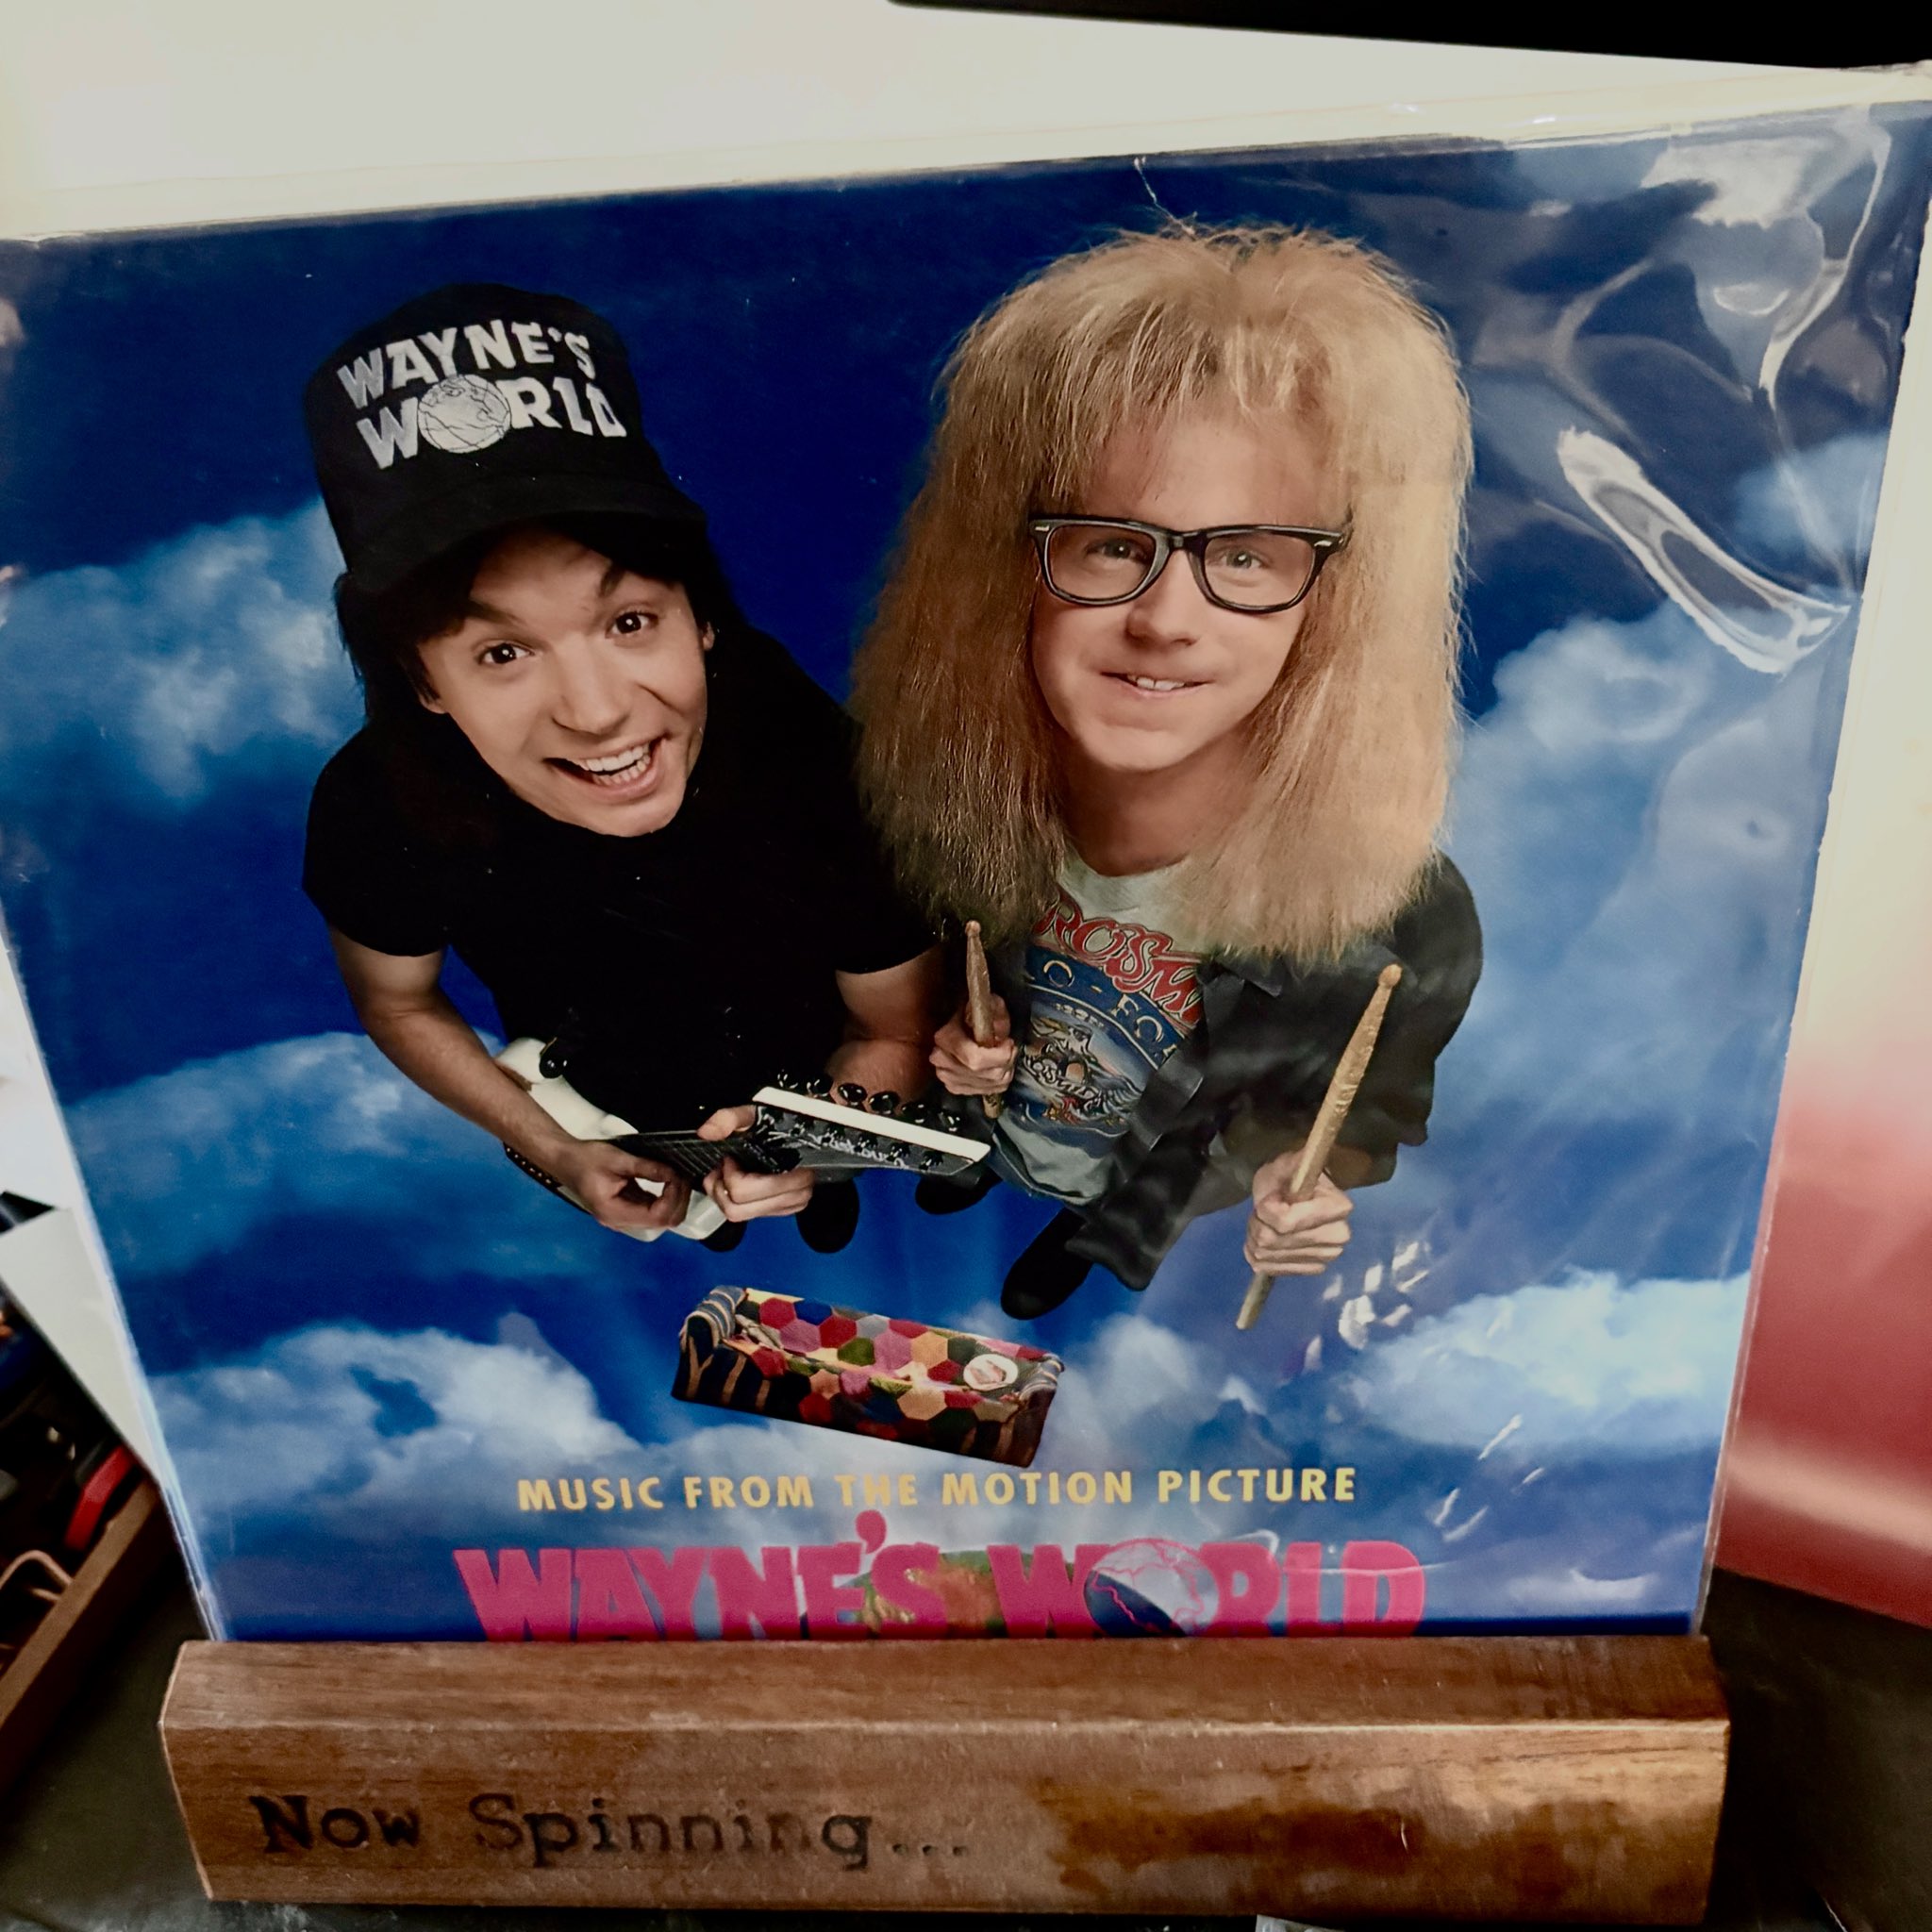 WAYNE'S
WORLD
MUSIC FROM THE MOTION PICTURE
WAYNE'S WORLD
Now Spinning...